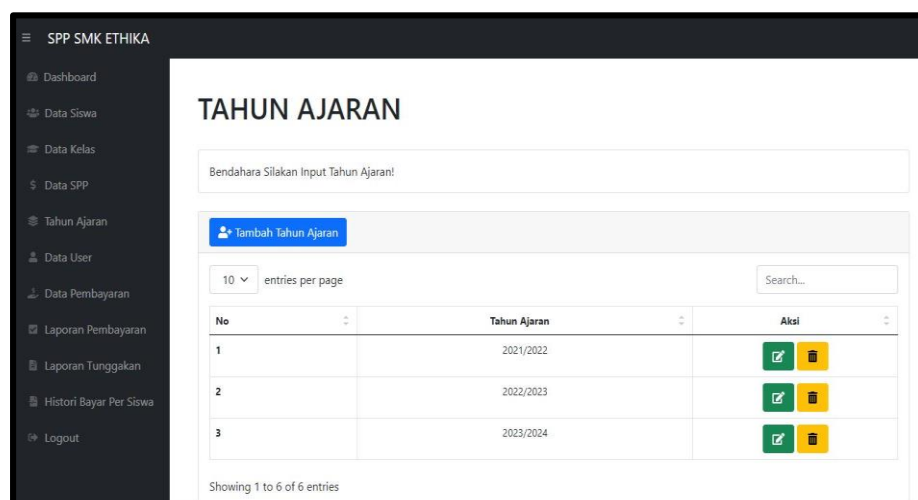 SPP SMK ETHIKA
Dashboard
Data Siswa
Data Kelas
Data SPP
Tahun Ajaran
Data User
Data Pembayaran
Laporan Pembayaran
Laporan Tunggakan
Histori Bayar Per Siswa
Logout
TAHUN AJARAN
Bendahara Silakan Input Tahun Ajaran!
Tambah Tahun Ajaran
10 entries per page
Search...
No Tahun Ajaran Aksi
1 2021/2022
2 2022/2023
3 2023/2024
Showing 1 to 6 of 6 entries